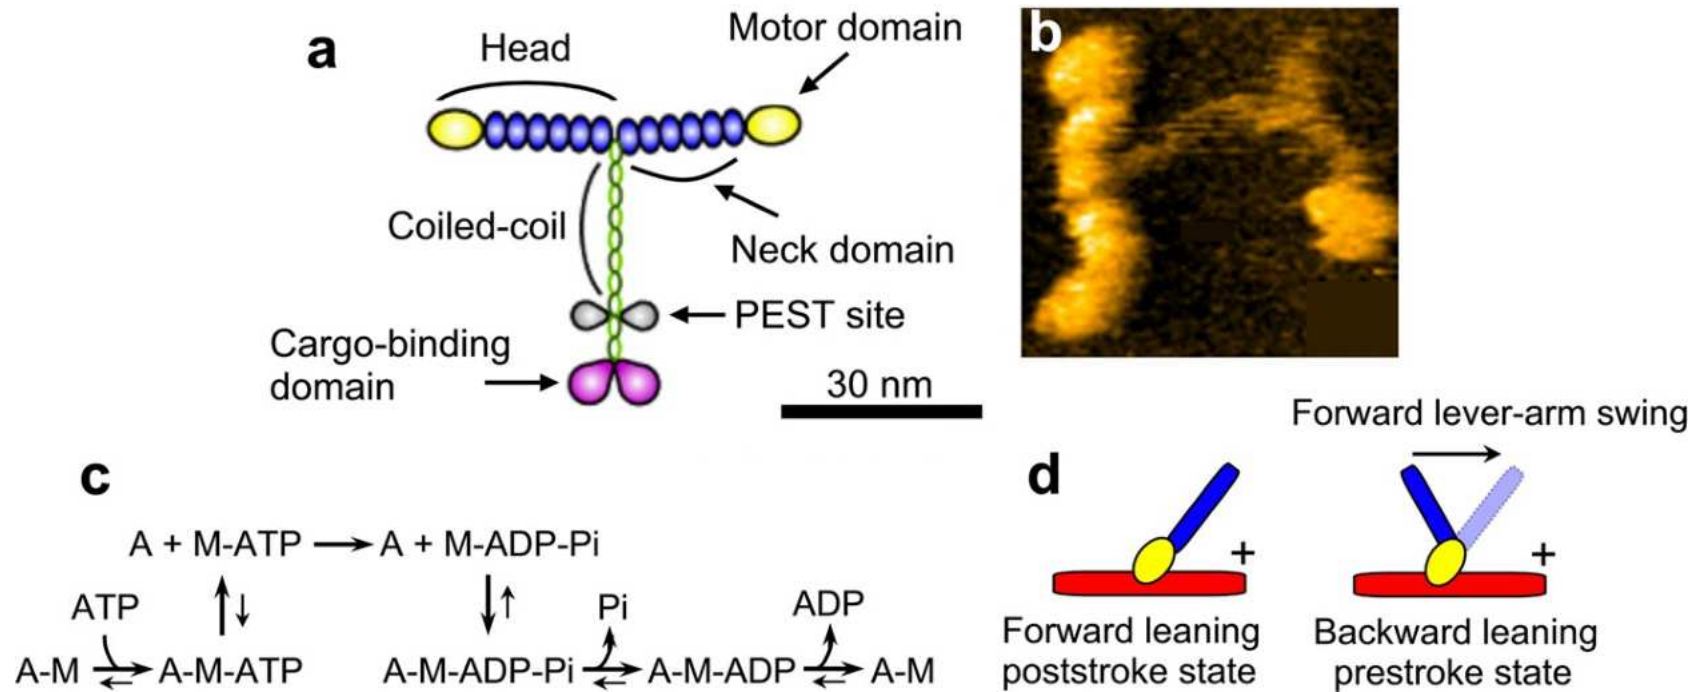 a
Head
Motor domain
Coiled-coil
Neck domain
PEST site
Cargo-binding
domain
30 nm
b
c
A + M-ATP → A + M-ADP-Pi
ATP
Pi
ADP
A-M ⇌ A-M-ATP
A-M-ADP-Pi ⇌ A-M-ADP ⇌ A-M
d
Forward lever-arm swing
+
+
Forward leaning
poststroke state
Backward leaning
prestroke state